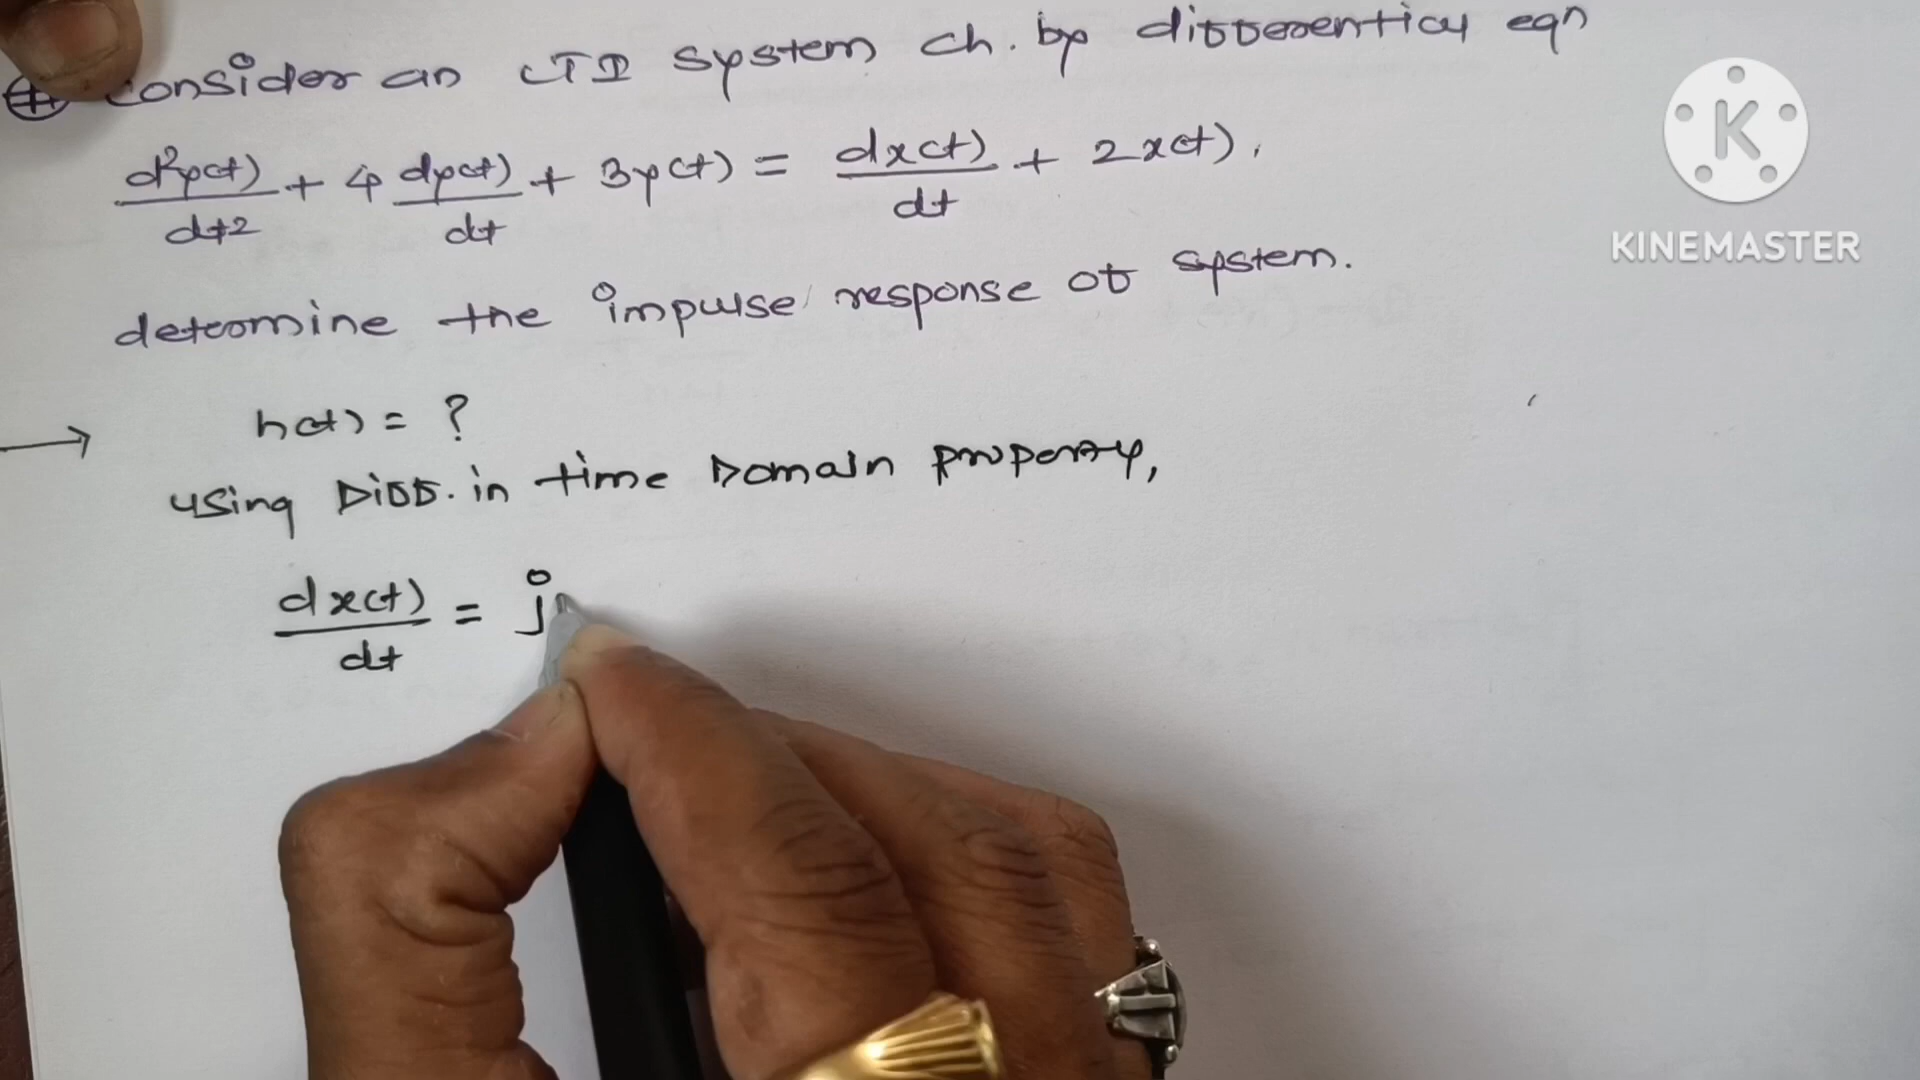 Consider an LTI system ch. by differential eqn
d²y(t)/dt2 + 4 dy(t)/dt + 3y(t) = dx(t)/dt + 2x(t).
determine the impulse response of system.
h(t) = ?
using Diff. in time Domain property,
dx(t)/dt = j
K
KINEMASTER